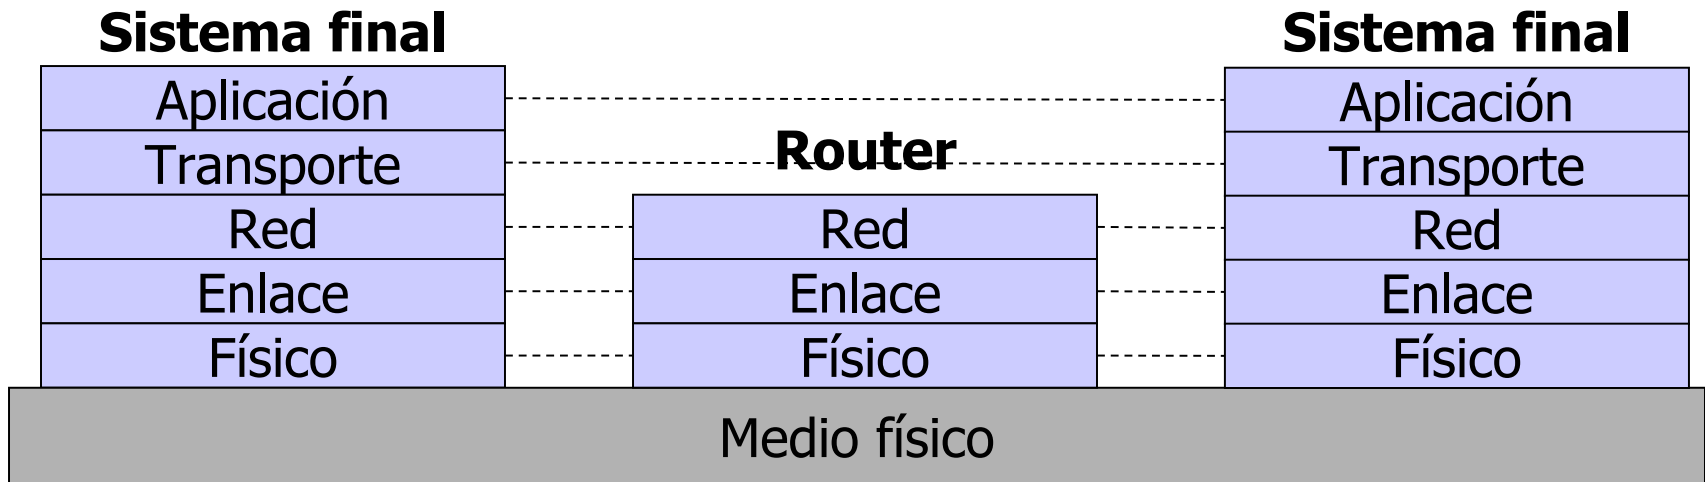 Sistema final
Aplicación
Transporte
Red
Enlace
Físico
Router
Red
Enlace
Físico
Sistema final
Aplicación
Transporte
Red
Enlace
Físico
Medio físico